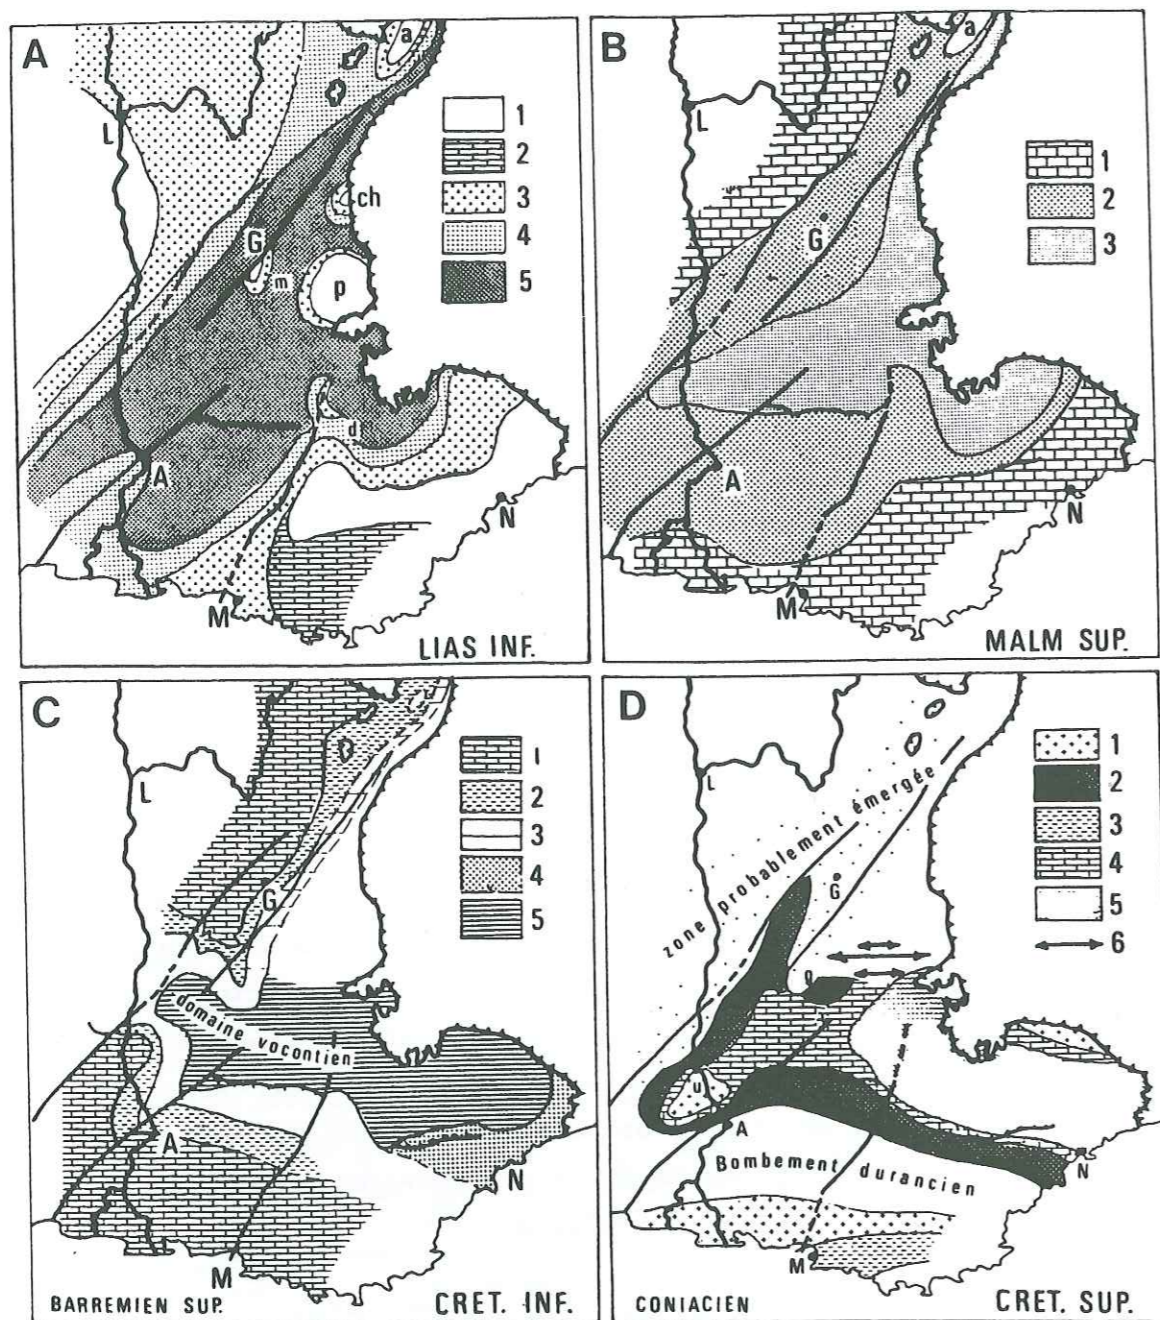 A
a
1
2
3
4
5
L
ch
G
m
p
d
A
N
M
LIAS INF.
B
a
1
2
3
L
G
A
N
M
MALM SUP.
C
1
2
3
4
5
L
G
domaine vocontien
A
N
M
BARREMIEN SUP.
CRET. INF.
D
1
2
3
4
5
6
L
zone probablement émergée
G
g
u
A
N
Bombement durancien
M
CONIACIEN
CRET. SUP.